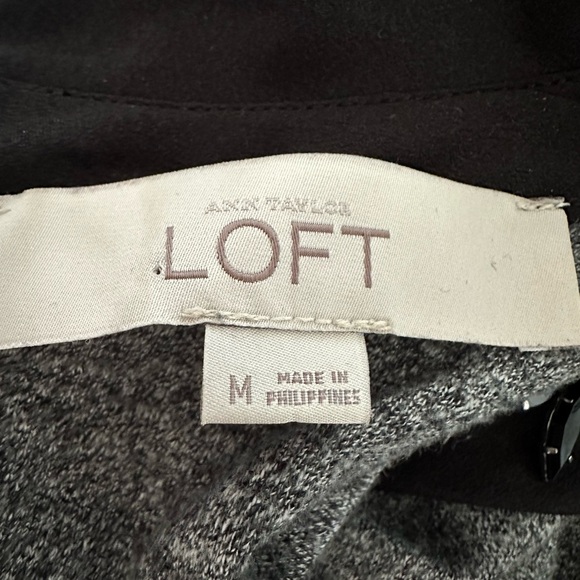 ANN TAYLOR
LOFT
M
MADE IN
PHILIPPINES